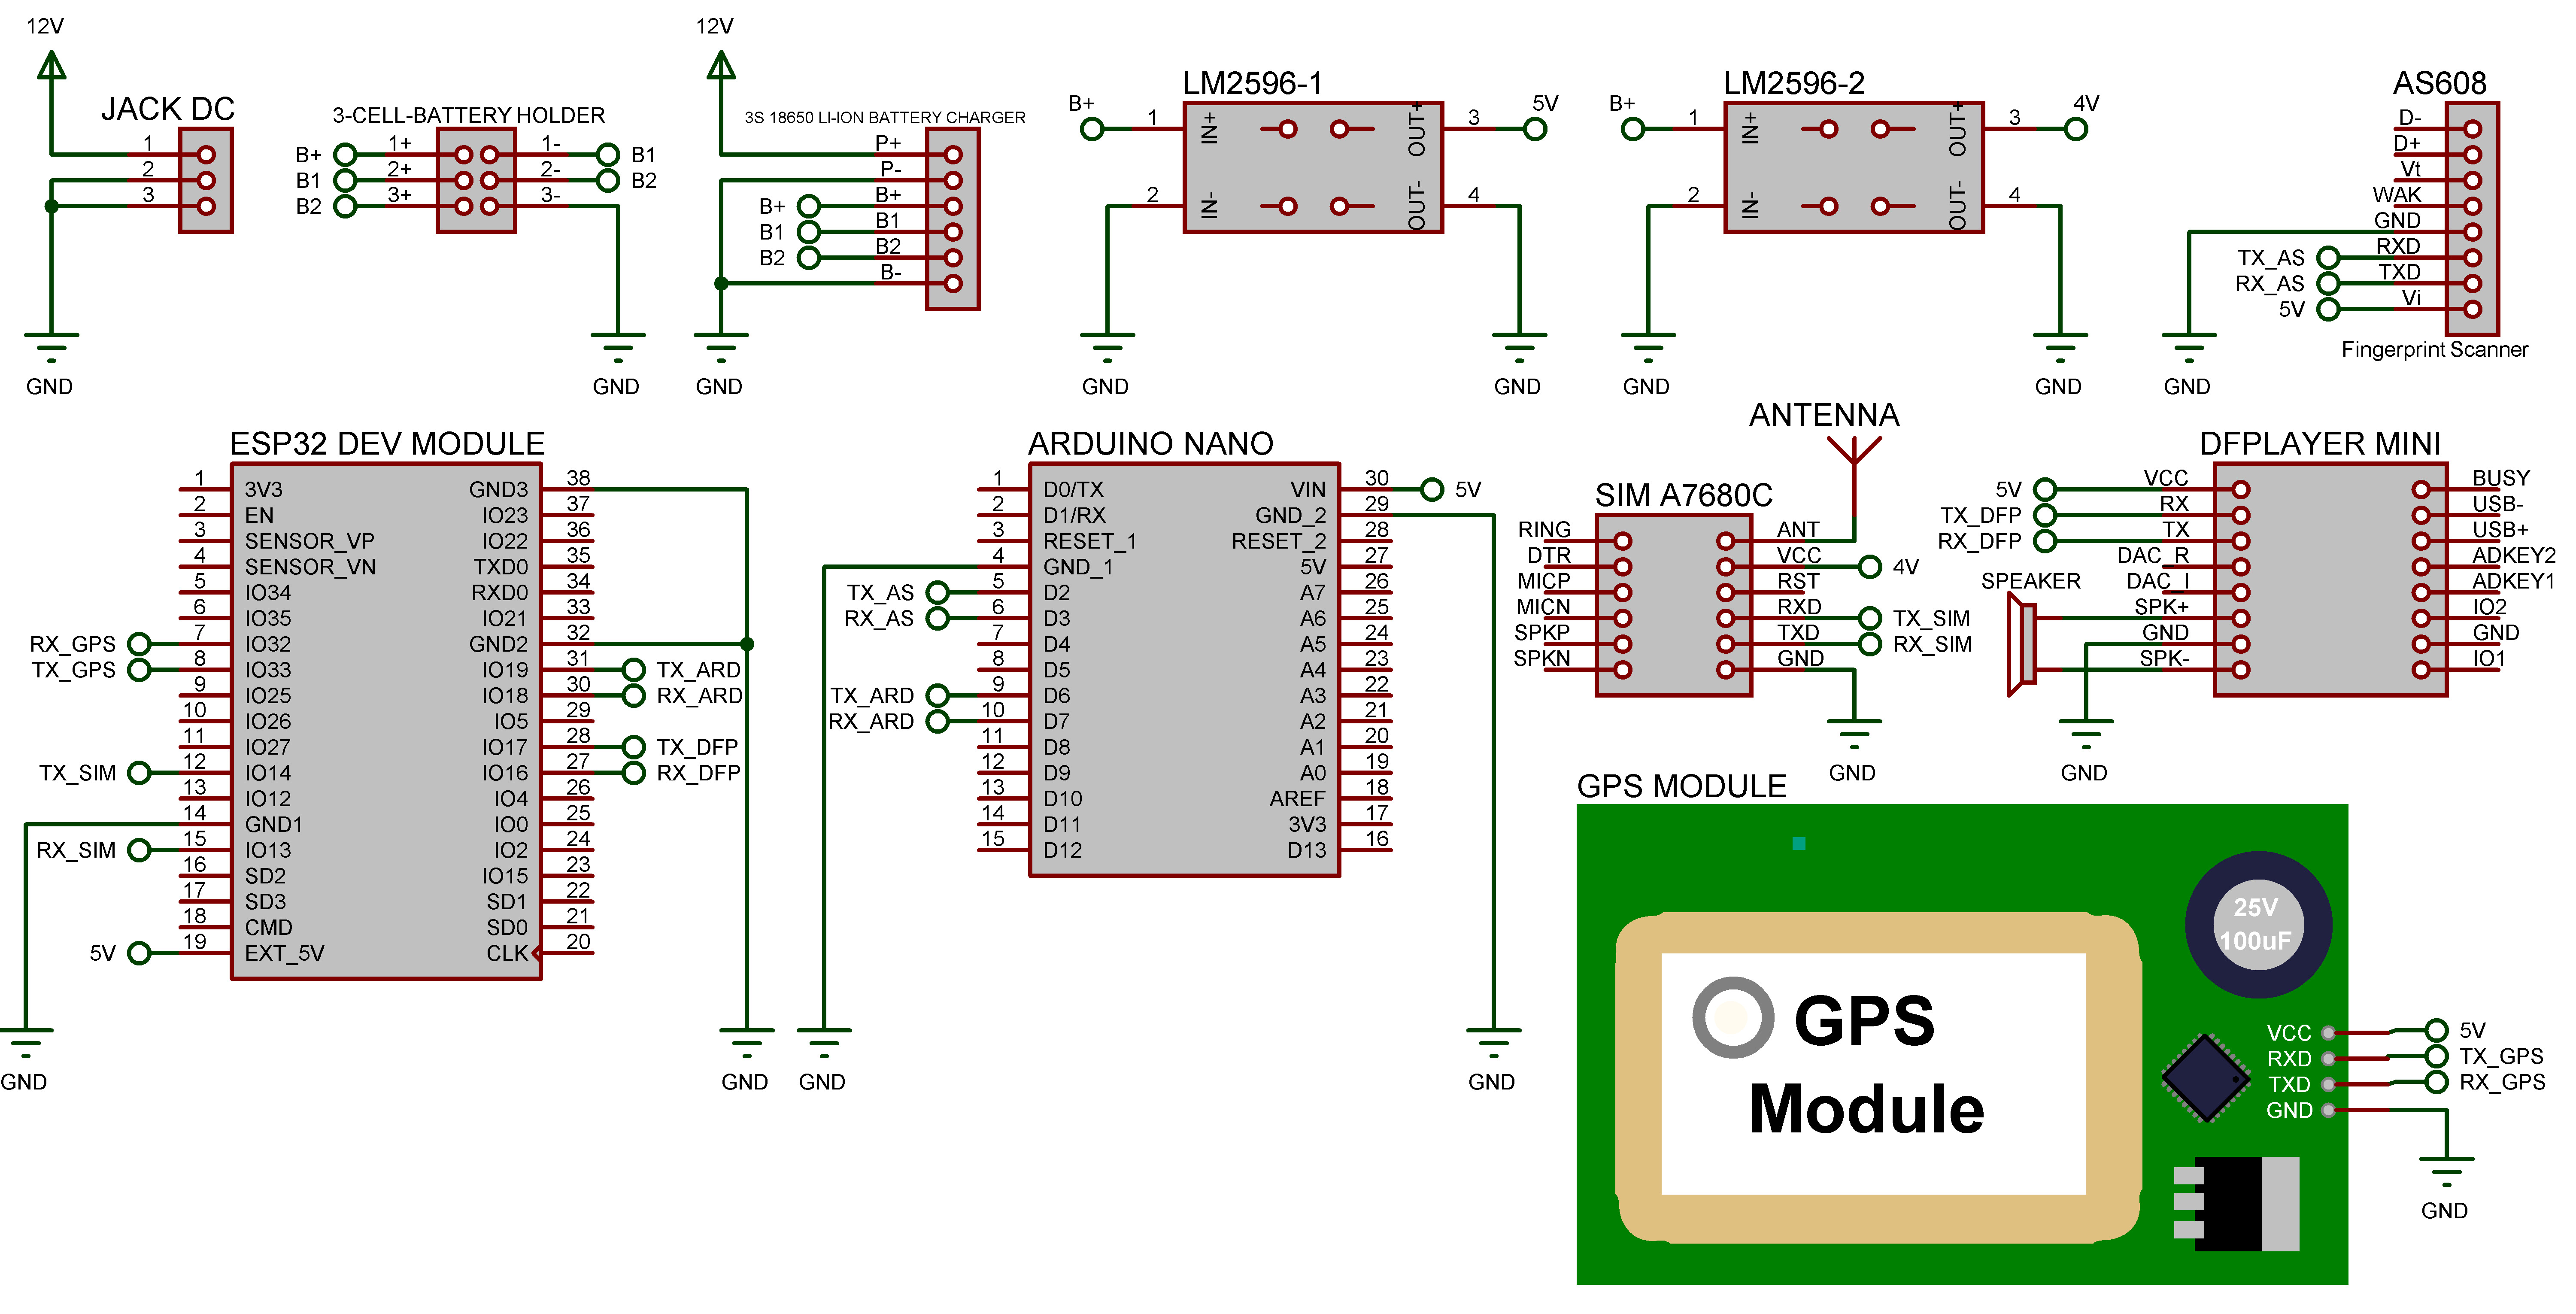 12V
JACK DC
1
2
3
GND
3-CELL-BATTERY HOLDER
B+ 1+ 1- B1
B1 2+ 2- B2
B2 3+ 3-
GND
12V
3S 18650 LI-ION BATTERY CHARGER
P+
P-
B+ B+
B1 B1
B2 B2
B-
GND
LM2596-1
B+ 1 IN+ OUT+ 3 5V
2 IN- OUT- 4
GND GND
LM2596-2
B+ 1 IN+ OUT+ 3 4V
2 IN- OUT- 4
GND GND
AS608
D-
D+
Vt
WAK
GND
TX_AS RXD
RX_AS TXD
5V Vi
Fingerprint Scanner
GND
ESP32 DEV MODULE
1 3V3 GND3 38
2 EN IO23 37
3 SENSOR_VP IO22 36
4 SENSOR_VN TXD0 35
5 IO34 RXD0 34
6 IO35 IO21 33
RX_GPS 7 IO32 GND2 32
TX_GPS 8 IO33 IO19 31 TX_ARD
9 IO25 IO18 30 RX_ARD
10 IO26 IO5 29
11 IO27 IO17 28 TX_DFP
TX_SIM 12 IO14 IO16 27 RX_DFP
13 IO12 IO4 26
14 GND1 IO0 25
RX_SIM 15 IO13 IO2 24
16 SD2 IO15 23
17 SD3 SD1 22
18 CMD SD0 21
5V 19 EXT_5V CLK 20
GND GND
ARDUINO NANO
1 D0/TX VIN 30 5V
2 D1/RX GND_2 29
3 RESET_1 RESET_2 28
4 GND_1 5V 27
TX_AS 5 D2 A7 26
RX_AS 6 D3 A6 25
7 D4 A5 24
8 D5 A4 23
TX_ARD 9 D6 A3 22
RX_ARD 10 D7 A2 21
11 D8 A1 20
12 D9 A0 19
13 D10 AREF 18
14 D11 3V3 17
15 D12 D13 16
GND GND
ANTENNA
SIM A7680C
RING ANT
DTR VCC 4V
MICP RST
MICN RXD TX_SIM
SPKP TXD RX_SIM
SPKN GND
GND
DFPLAYER MINI
5V VCC BUSY
TX_DFP RX USB-
RX_DFP TX USB+
DAC_R ADKEY2
SPEAKER DAC_I ADKEY1
SPK+ IO2
GND GND
SPK- IO1
GND
GPS MODULE
25V
100uF
GPS
Module
VCC 5V
RXD TX_GPS
TXD RX_GPS
GND
GND